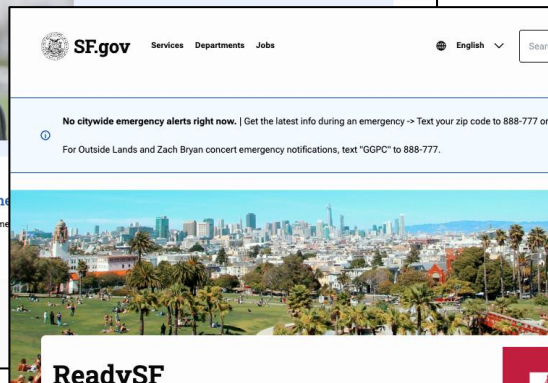 SF.gov
Services Departments Jobs
English
No citywide emergency alerts right now. | Get the latest info during an emergency -> Text your zip code to 888-777 or
For Outside Lands and Zach Bryan concert emergency notifications, text "GGPC" to 888-777.
ReadySF